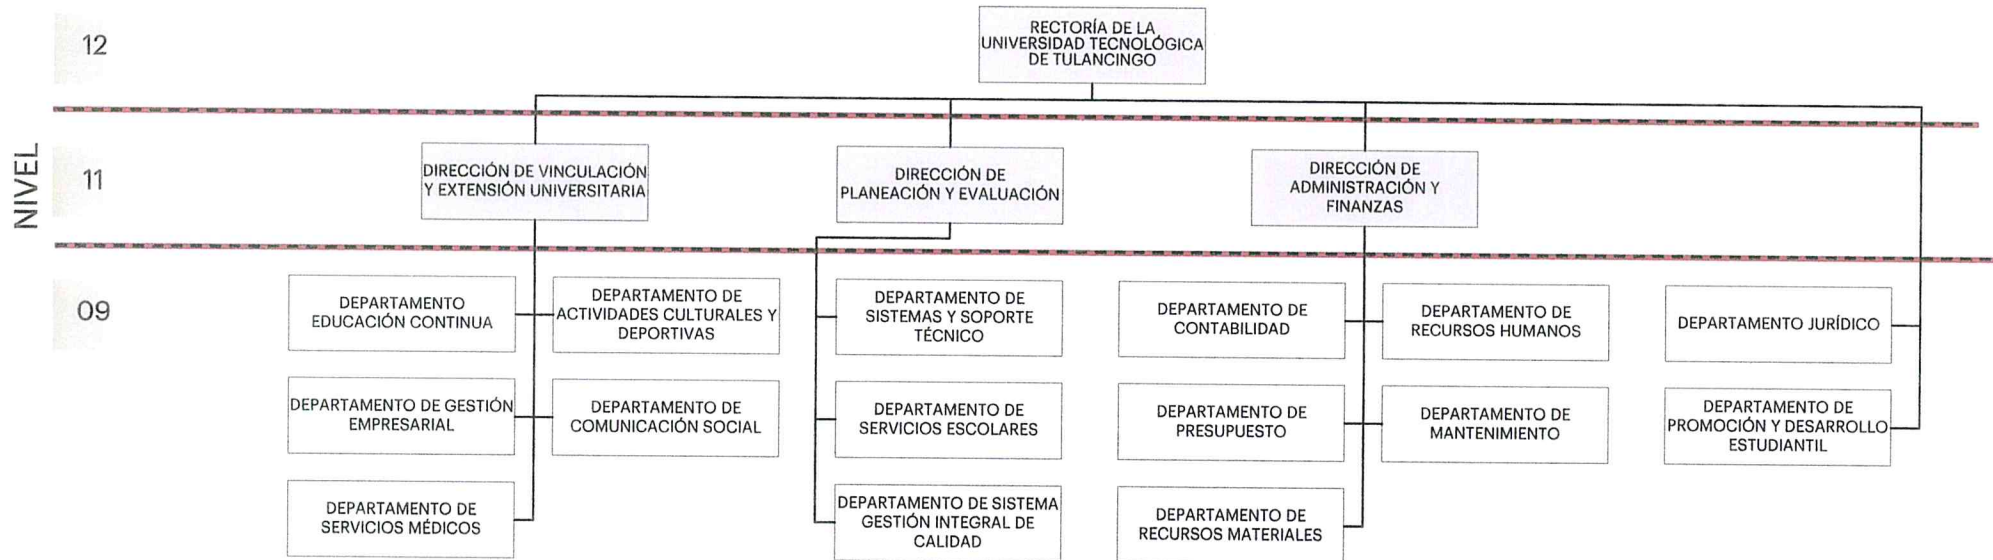 12
RECTORÍA DE LA
UNIVERSIDAD TECNOLÓGICA
DE TULANCINGO
NIVEL
11
DIRECCIÓN DE VINCULACIÓN
Y EXTENSIÓN UNIVERSITARIA
DIRECCIÓN DE
PLANEACIÓN Y EVALUACIÓN
DIRECCIÓN DE
ADMINISTRACIÓN Y
FINANZAS
09
DEPARTAMENTO
EDUCACIÓN CONTINUA
DEPARTAMENTO DE
ACTIVIDADES CULTURALES Y
DEPORTIVAS
DEPARTAMENTO DE
SISTEMAS Y SOPORTE
TÉCNICO
DEPARTAMENTO DE
CONTABILIDAD
DEPARTAMENTO DE
RECURSOS HUMANOS
DEPARTAMENTO JURÍDICO
DEPARTAMENTO DE GESTIÓN
EMPRESARIAL
DEPARTAMENTO DE
COMUNICACIÓN SOCIAL
DEPARTAMENTO DE
SERVICIOS ESCOLARES
DEPARTAMENTO DE
PRESUPUESTO
DEPARTAMENTO DE
MANTENIMIENTO
DEPARTAMENTO DE
PROMOCIÓN Y DESARROLLO
ESTUDIANTIL
DEPARTAMENTO DE
SERVICIOS MÉDICOS
DEPARTAMENTO DE SISTEMA
GESTIÓN INTEGRAL DE
CALIDAD
DEPARTAMENTO DE
RECURSOS MATERIALES